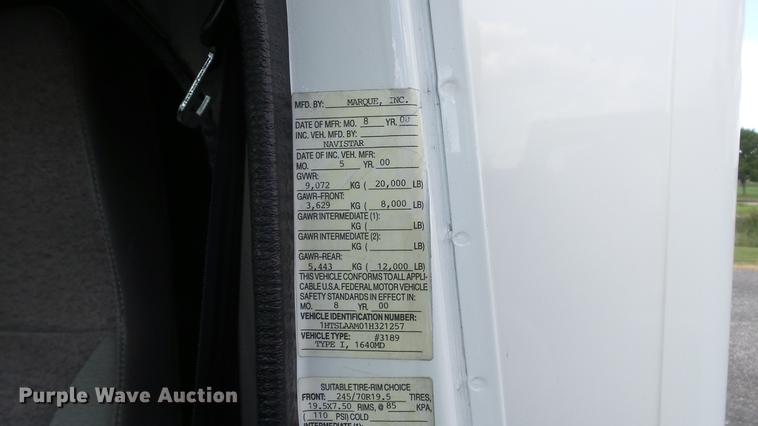 MFD. BY: MARQUE, INC.
DATE OF MFR: MO. 8 YR. 00
INC. VEH. MFD. BY:
NAVISTAR
DATE OF INC. VEH. MFR:
MO. 5 YR. 00
GVWR:
9,072 KG ( 20,000 LB)
GAWR-FRONT:
3,629 KG ( 8,000 LB)
GAWR INTERMEDIATE (1):
KG ( LB)
GAWR INTERMEDIATE (2):
KG ( LB)
GAWR-REAR:
5,443 KG ( 12,000 LB)
THIS VEHICLE CONFORMS TO ALL APPLI-
CABLE U.S.A. FEDERAL MOTOR VEHICLE
SAFETY STANDARDS IN EFFECT IN:
MO. 8 YR. 00
VEHICLE IDENTIFICATION NUMBER:
1HTSLAAM01H321257
VEHICLE TYPE: #3189
TYPE I, 1640MD
SUITABLE TIRE-RIM CHOICE
FRONT: 245/70R19.5 TIRES,
19.5X7.50 RIMS, @ 85 KPA,
( 110 PSI) COLD
INTERMEDIATE (1):
Purple Wave Auction